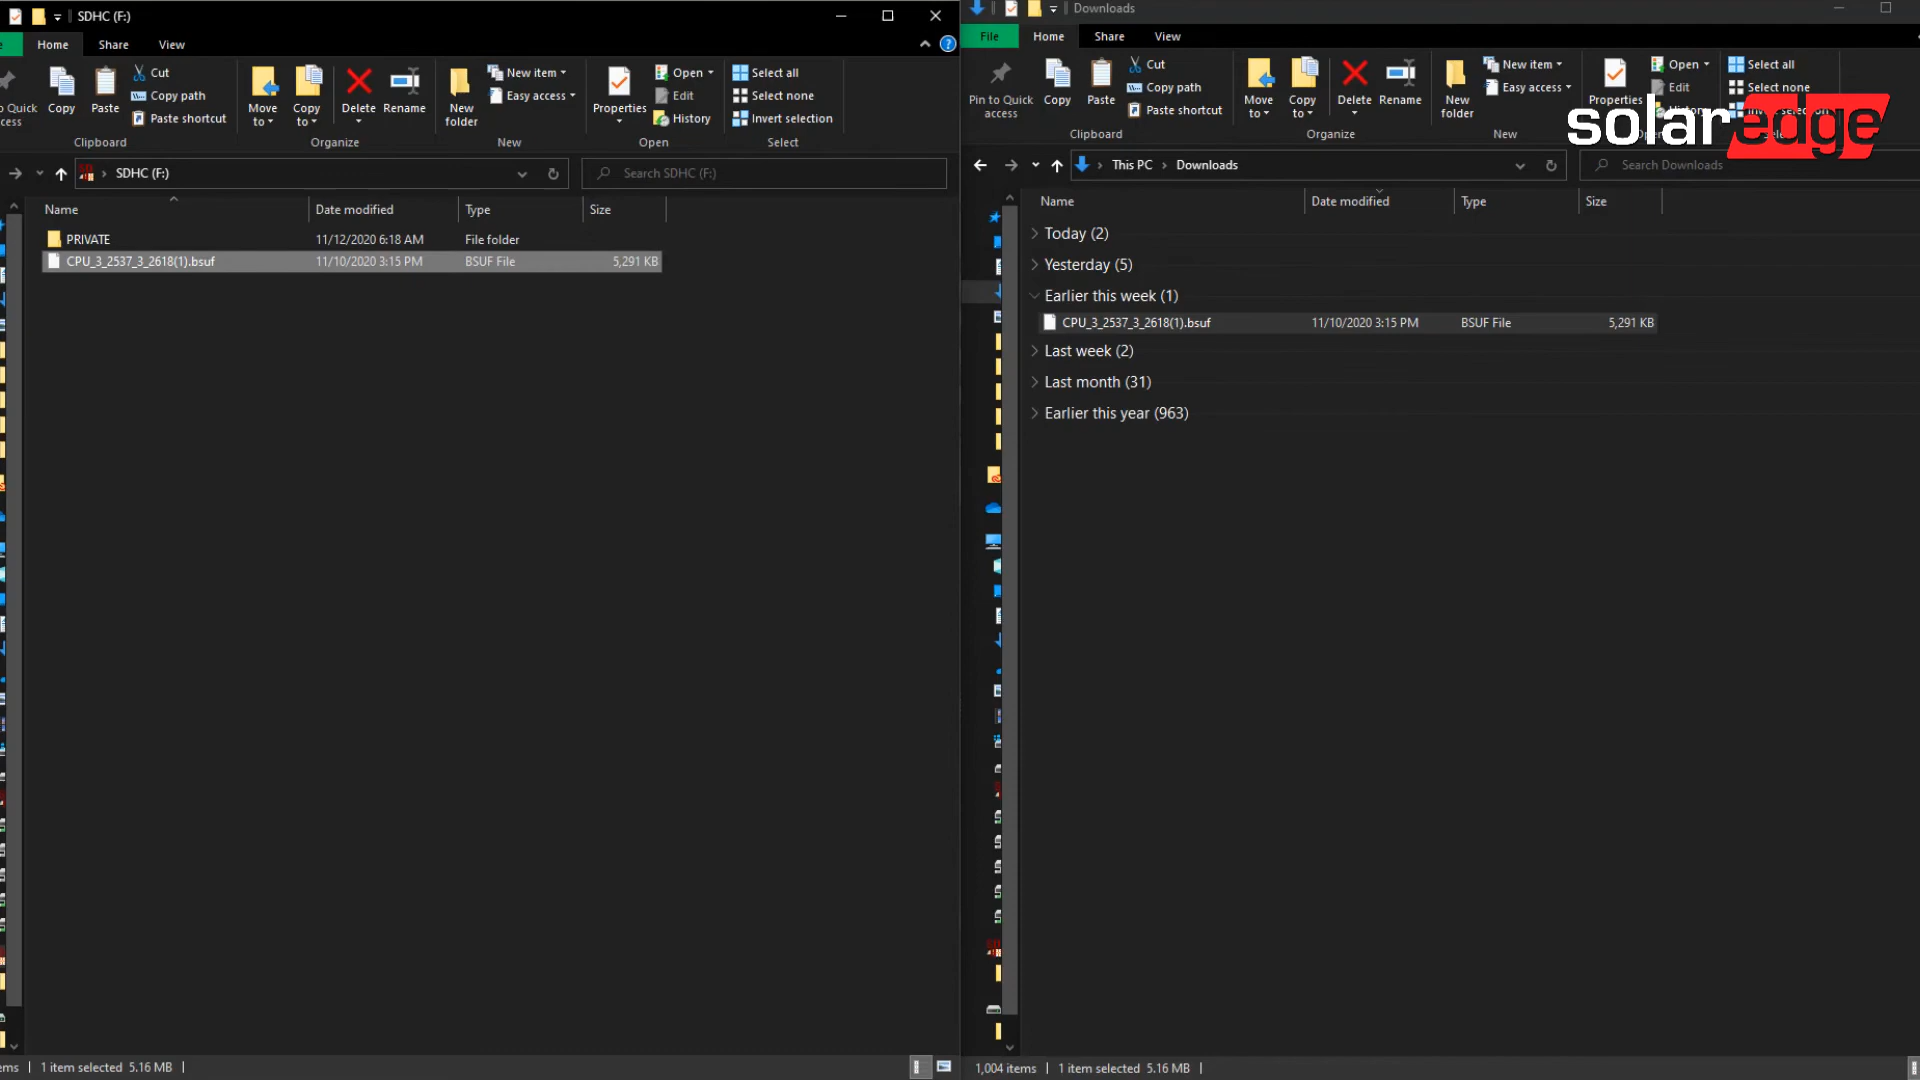 SDHC (F:)
Home Share View
Quick
cess
Copy
Paste
Cut
Copy path
Paste shortcut
Clipboard
Move to
Copy to
Delete
Rename
Organize
New folder
New item
Easy access
New
Properties
Open
Edit
History
Open
Select all
Select none
Invert selection
Select
SDHC (F:)
Search SDHC (F:)
Name Date modified Type Size
PRIVATE 11/12/2020 6:18 AM File folder
CPU_3_2537_3_2618(1).bsuf 11/10/2020 3:15 PM BSUF File 5,291 KB
1 item selected 5.16 MB
Downloads
File Home Share View
Pin to Quick access
Copy
Paste
Cut
Copy path
Paste shortcut
Clipboard
Move to
Copy to
Delete
Rename
Organize
New folder
New item
Easy access
New
Properties
Open
Edit
History
Select all
Select none
solaredge
This PC Downloads
Search Downloads
Name Date modified Type Size
Today (2)
Yesterday (5)
Earlier this week (1)
CPU_3_2537_3_2618(1).bsuf 11/10/2020 3:15 PM BSUF File 5,291 KB
Last week (2)
Last month (31)
Earlier this year (963)
1,004 items 1 item selected 5.16 MB